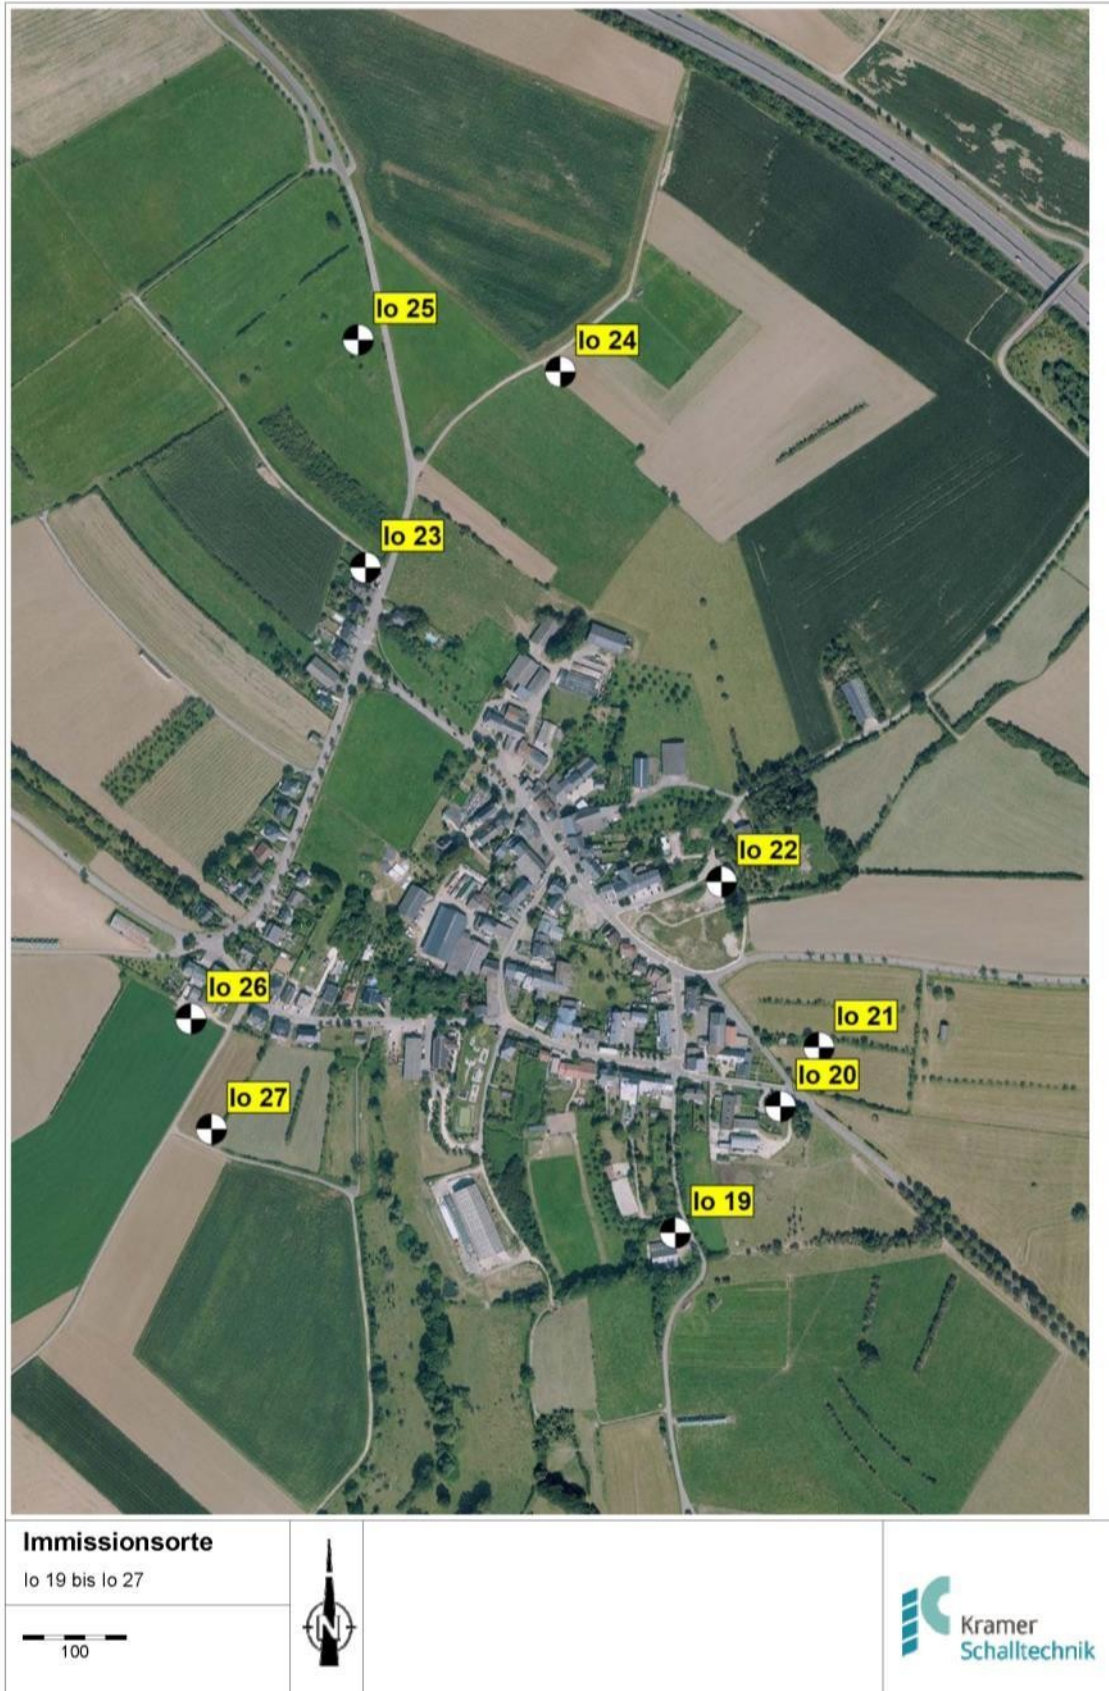 Io 25
Io 24
Io 23
Io 22
Io 26
Io 21
Io 20
Io 27
Io 19
Immissionsorte
Io 19 bis Io 27
100
N
Kramer
Schalltechnik